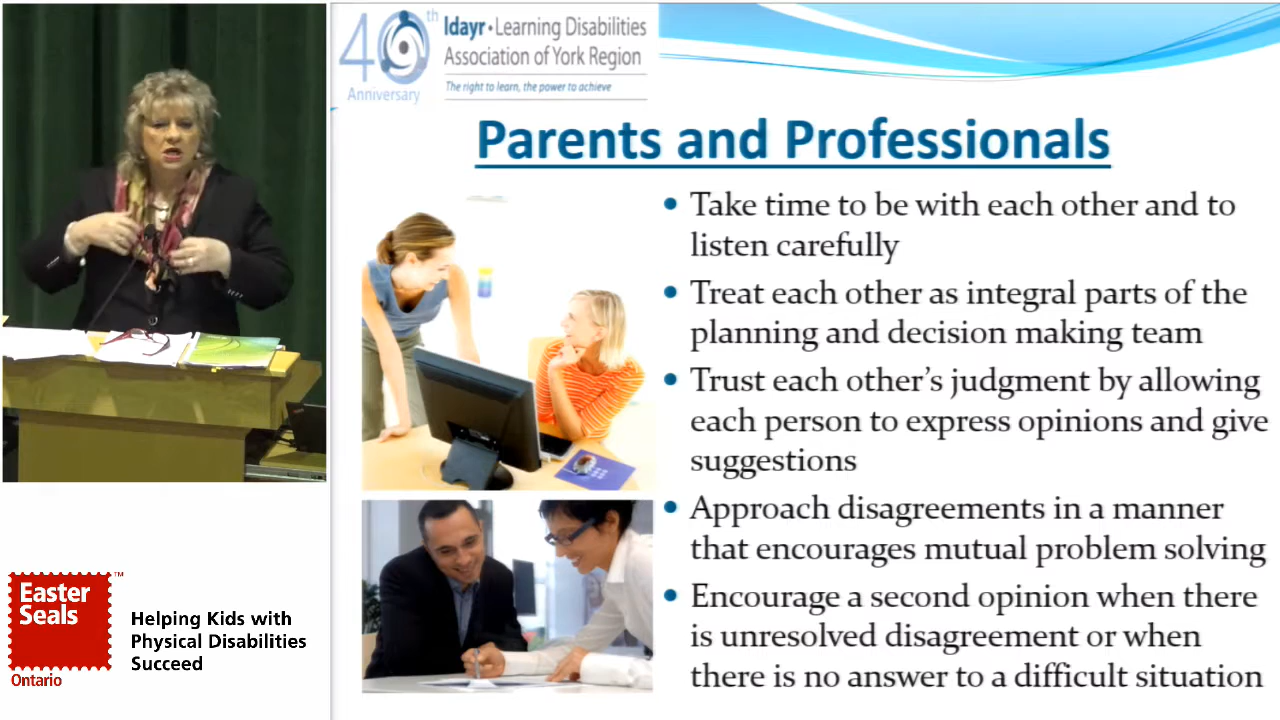 40th
Anniversary
ldayr • Learning Disabilities
Association of York Region
The right to learn, the power to achieve
Parents and Professionals
• Take time to be with each other and to
listen carefully
• Treat each other as integral parts of the
planning and decision making team
• Trust each other’s judgment by allowing
each person to express opinions and give
suggestions
• Approach disagreements in a manner
that encourages mutual problem solving
• Encourage a second opinion when there
is unresolved disagreement or when
there is no answer to a difficult situation
Easter
Seals
TM
Ontario
Helping Kids with
Physical Disabilities
Succeed